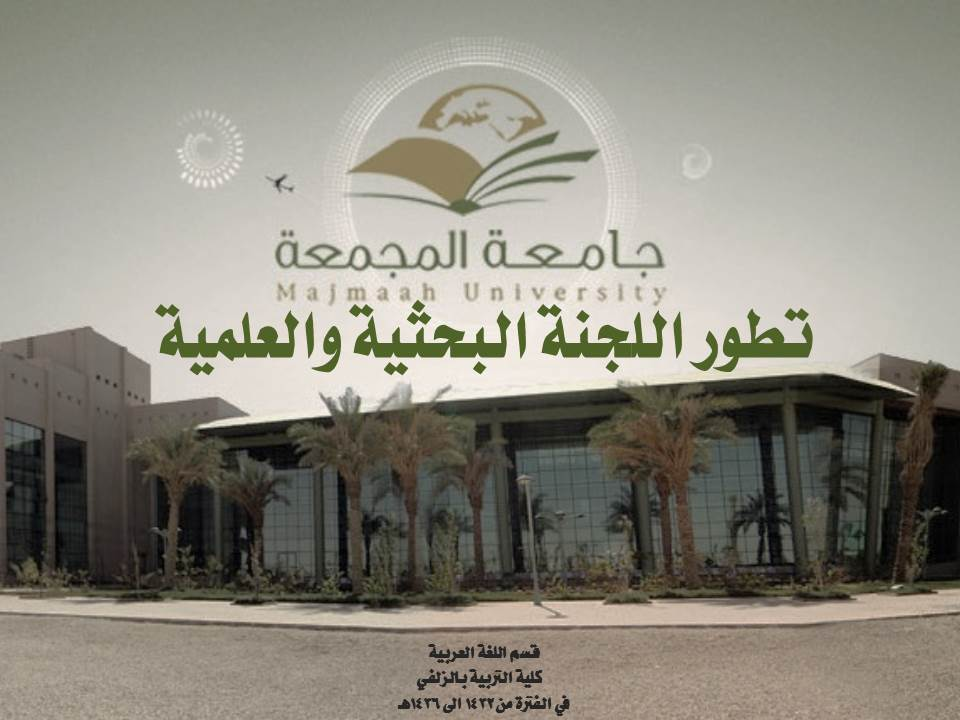 جامعة المجمعة
Majmaah University
تطور اللجنة البحثية والعلمية
قسم اللغة العربية
كلية التربية بالزلفي
في الفترة من ١٤٣٢ الى ١٤٣٦هـ